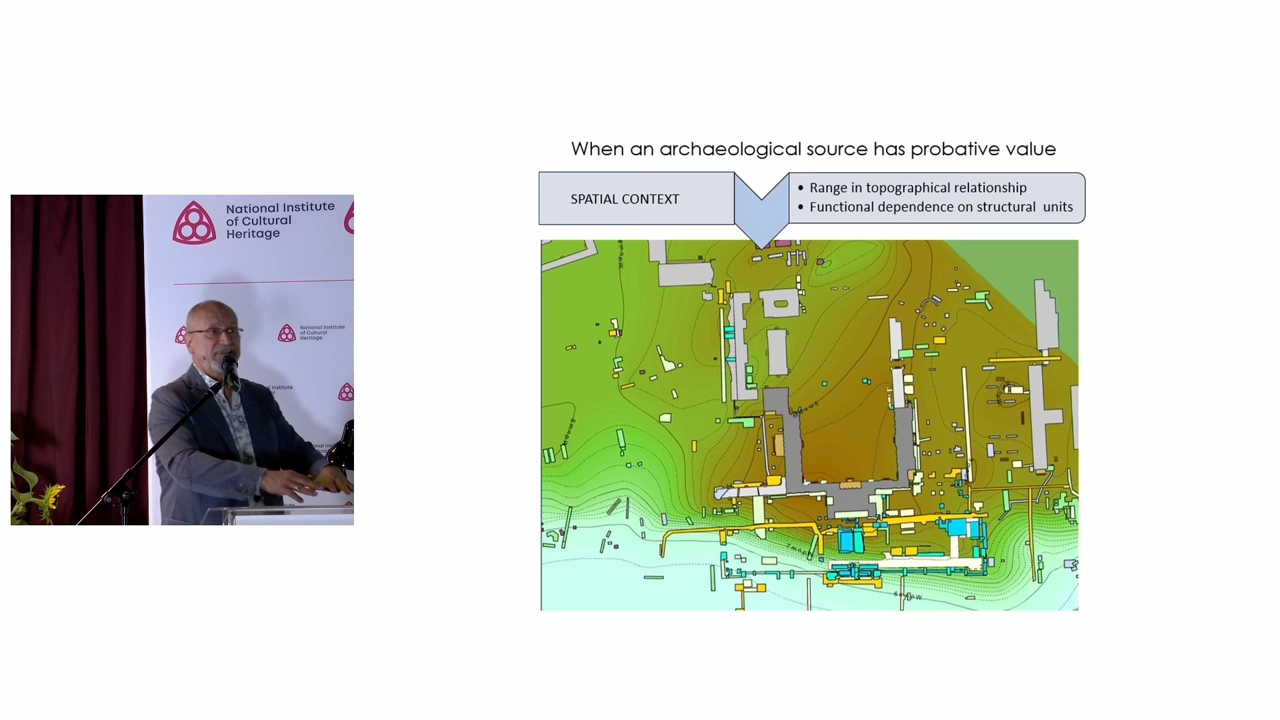 When an archaeological source has probative value
SPATIAL CONTEXT
• Range in topographical relationship
• Functional dependence on structural units
National Institute
of Cultural
Heritage
National Institute
of Cultural
Heritage